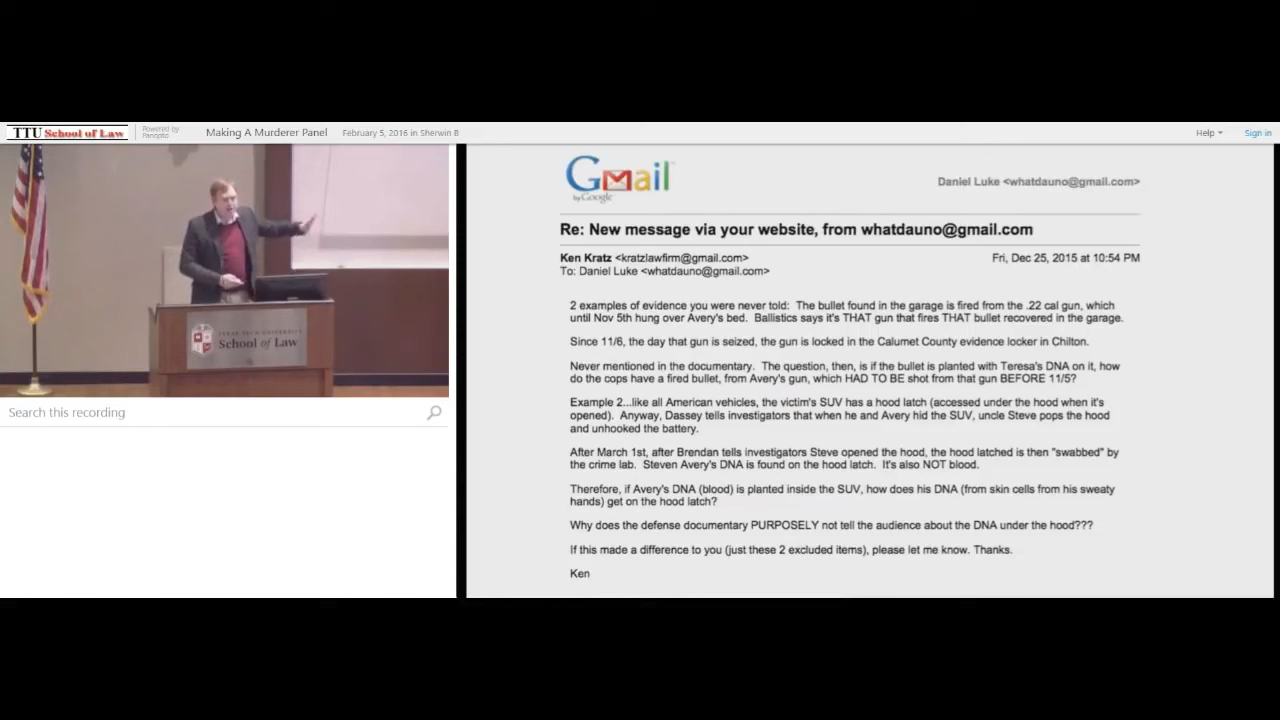 TTU School of Law
Powered by
Panopto
Making A Murderer Panel
February 5, 2016 in Sherwin B
Help
Sign in
TEXAS TECH UNIVERSITY
School of Law
Search this recording
Gmail
by Google
Daniel Luke <whatdauno@gmail.com>
Re: New message via your website, from whatdauno@gmail.com
Ken Kratz <kratzlawfirm@gmail.com>
Fri, Dec 25, 2015 at 10:54 PM
To: Daniel Luke <whatdauno@gmail.com>
2 examples of evidence you were never told: The bullet found in the garage is fired from the .22 cal gun, which
until Nov 5th hung over Avery's bed. Ballistics says it's THAT gun that fires THAT bullet recovered in the garage.
Since 11/6, the day that gun is seized, the gun is locked in the Calumet County evidence locker in Chilton.
Never mentioned in the documentary. The question, then, is if the bullet is planted with Teresa's DNA on it, how
do the cops have a fired bullet, from Avery's gun, which HAD TO BE shot from that gun BEFORE 11/5?
Example 2...like all American vehicles, the victim's SUV has a hood latch (accessed under the hood when it's
opened). Anyway, Dassey tells investigators that when he and Avery hid the SUV, uncle Steve pops the hood
and unhooked the battery.
After March 1st, after Brendan tells investigators Steve opened the hood, the hood latched is then "swabbed" by
the crime lab. Steven Avery's DNA is found on the hood latch. It's also NOT blood.
Therefore, if Avery's DNA (blood) is planted inside the SUV, how does his DNA (from skin cells from his sweaty
hands) get on the hood latch?
Why does the defense documentary PURPOSELY not tell the audience about the DNA under the hood???
If this made a difference to you (just these 2 excluded items), please let me know. Thanks.
Ken